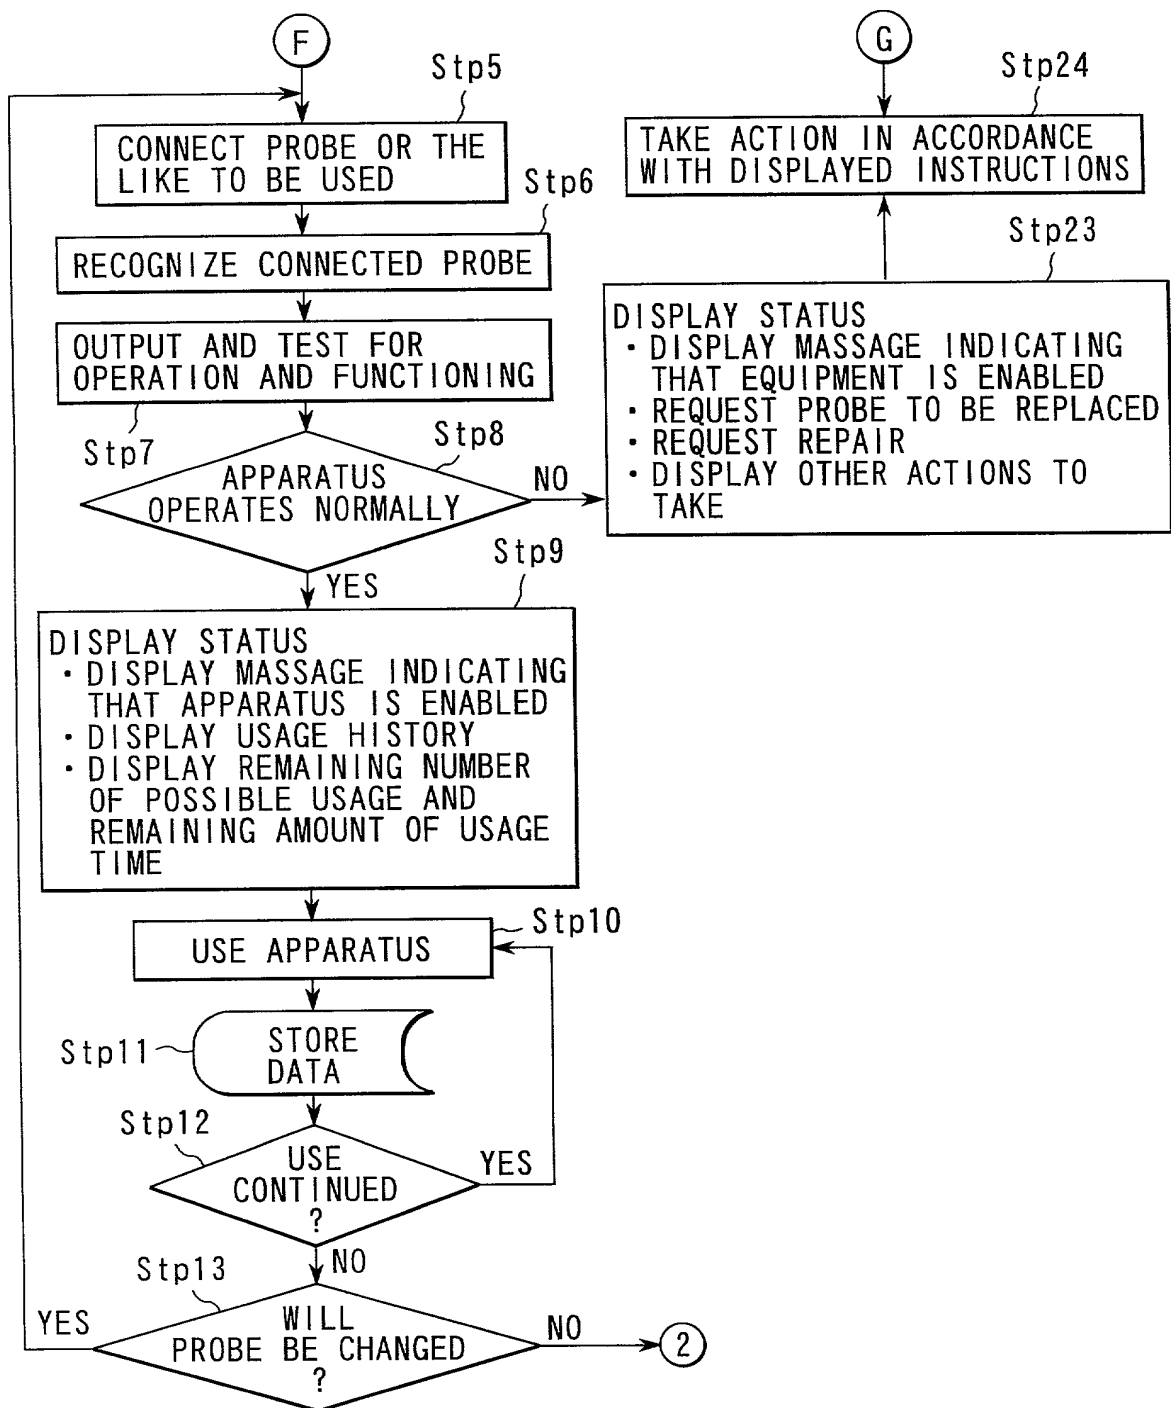 F
Stp5
CONNECT PROBE OR THE
LIKE TO BE USED
Stp6
RECOGNIZE CONNECTED PROBE
OUTPUT AND TEST FOR
OPERATION AND FUNCTIONING
Stp7
Stp8
APPARATUS
OPERATES NORMALLY
NO
YES
Stp9
DISPLAY STATUS
・DISPLAY MASSAGE INDICATING
THAT APPARATUS IS ENABLED
・DISPLAY USAGE HISTORY
・DISPLAY REMAINING NUMBER
OF POSSIBLE USAGE AND
REMAINING AMOUNT OF USAGE
TIME
Stp10
USE APPARATUS
Stp11
STORE
DATA
Stp12
USE
CONTINUED
?
YES
NO
Stp13
WILL
PROBE BE CHANGED
?
YES
NO
2
G
Stp24
TAKE ACTION IN ACCORDANCE
WITH DISPLAYED INSTRUCTIONS
Stp23
DISPLAY STATUS
・DISPLAY MASSAGE INDICATING
THAT EQUIPMENT IS ENABLED
・REQUEST PROBE TO BE REPLACED
・REQUEST REPAIR
・DISPLAY OTHER ACTIONS TO
TAKE